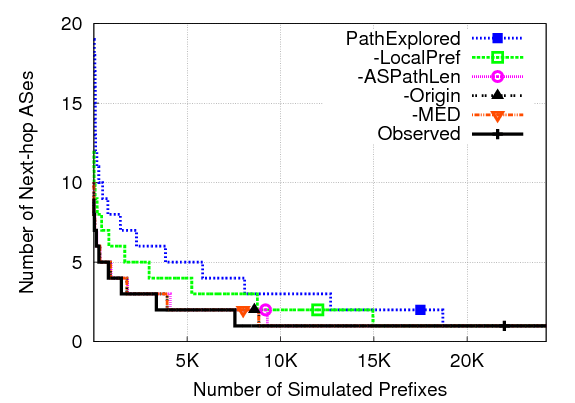 20
15
10
5
0
Number of Next-hop ASes
PathExplored
-LocalPref
-ASPathLen
-Origin
-MED
Observed
5K 10K 15K 20K
Number of Simulated Prefixes